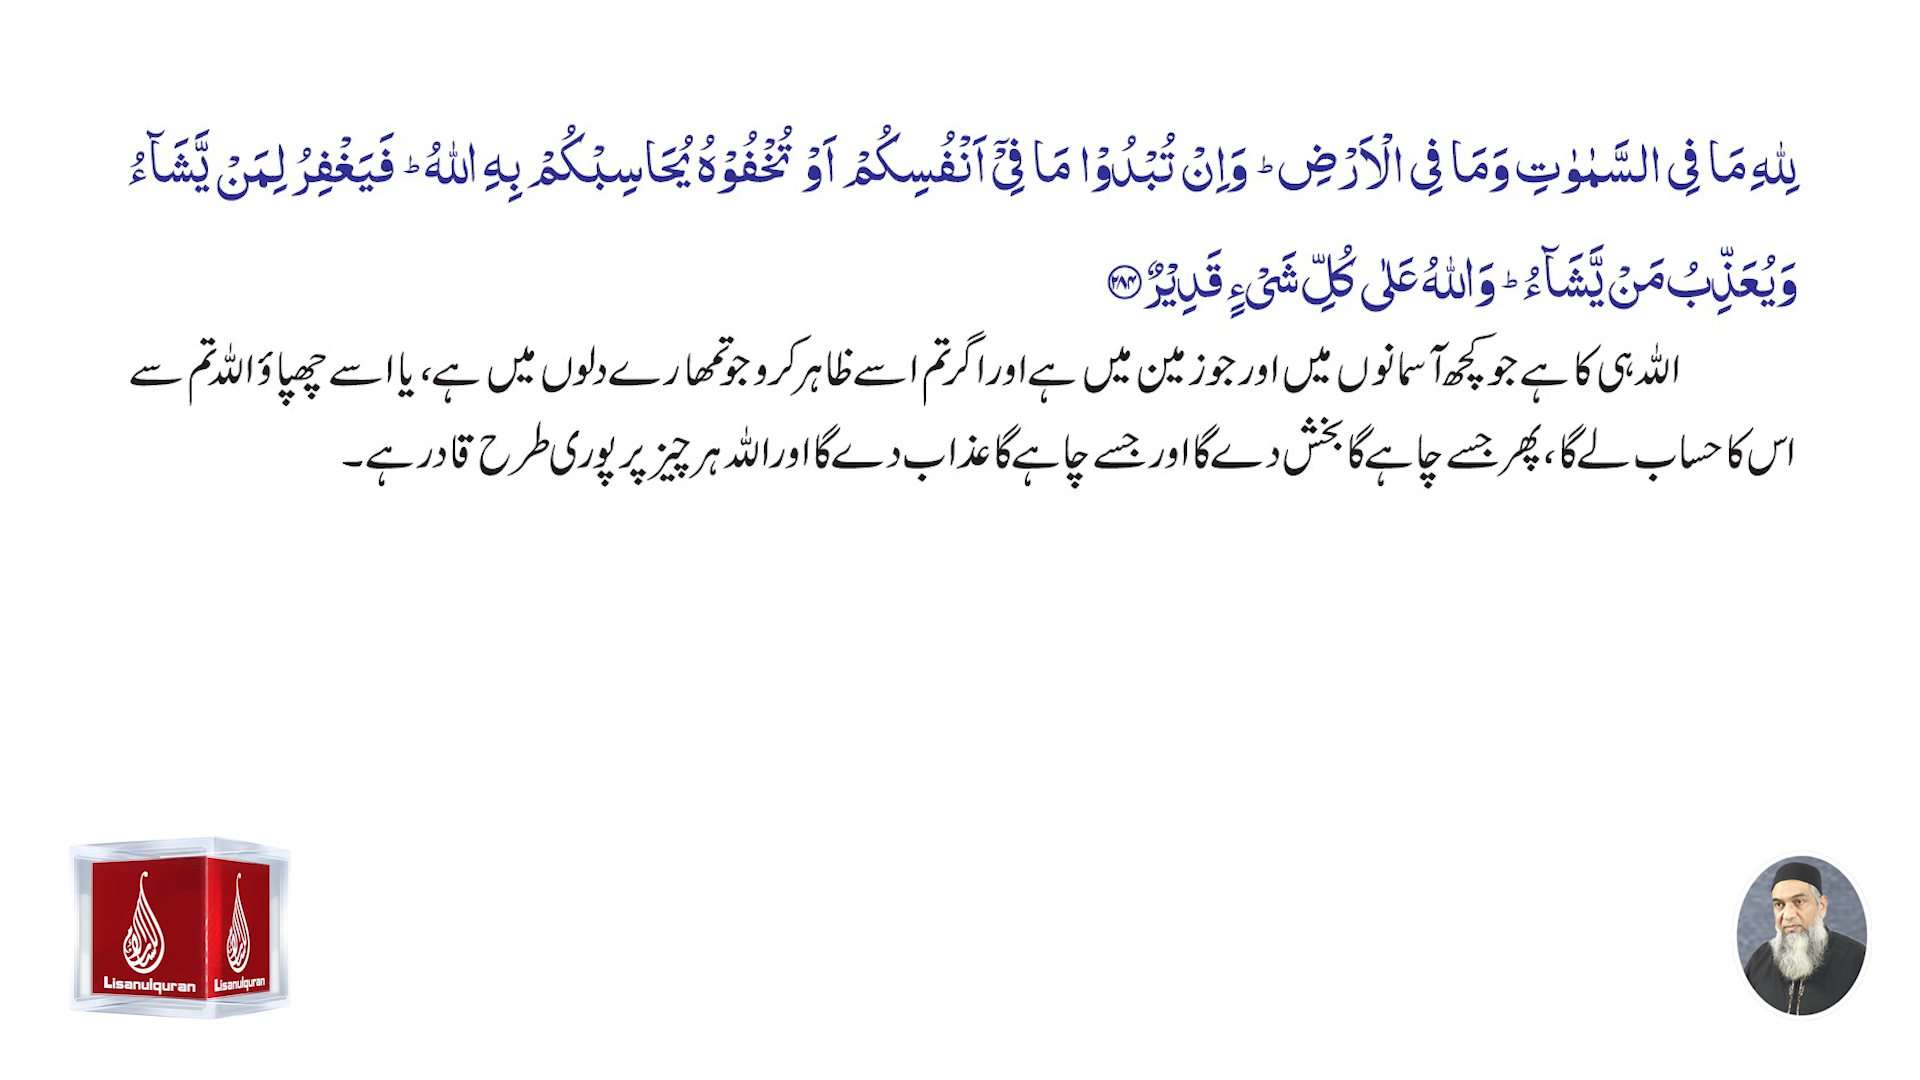 لِلّٰهِ مَا فِی السَّمٰوٰتِ وَمَا فِی الْاَرْضِ ؕ وَاِنْ تُبْدُوْا مَا فِیْۤ اَنْفُسِكُمْ اَوْ تُخْفُوْهُ یُحَاسِبْكُمْ بِهِ اللّٰهُ ؕ فَیَغْفِرُ لِمَنْ یَّشَآءُ
وَیُعَذِّبُ مَنْ یَّشَآءُ ؕ وَاللّٰهُ عَلٰی كُلِّ شَیْءٍ قَدِیْرٌ ﴿۲۸۴﴾
اللہ ہی کا ہے جو کچھ آسمانوں میں اور جو زمین میں ہے اور اگر تم اسے ظاہر کرو جو تمھارے دلوں میں ہے، یا اسے چھپاؤ اللہ تم سے
اس کا حساب لے گا، پھر جسے چاہے گا بخش دے گا اور جسے چاہے گا عذاب دے گا اور اللہ ہر چیز پر پوری طرح قادر ہے۔
Lisanulquran Lisanulquran